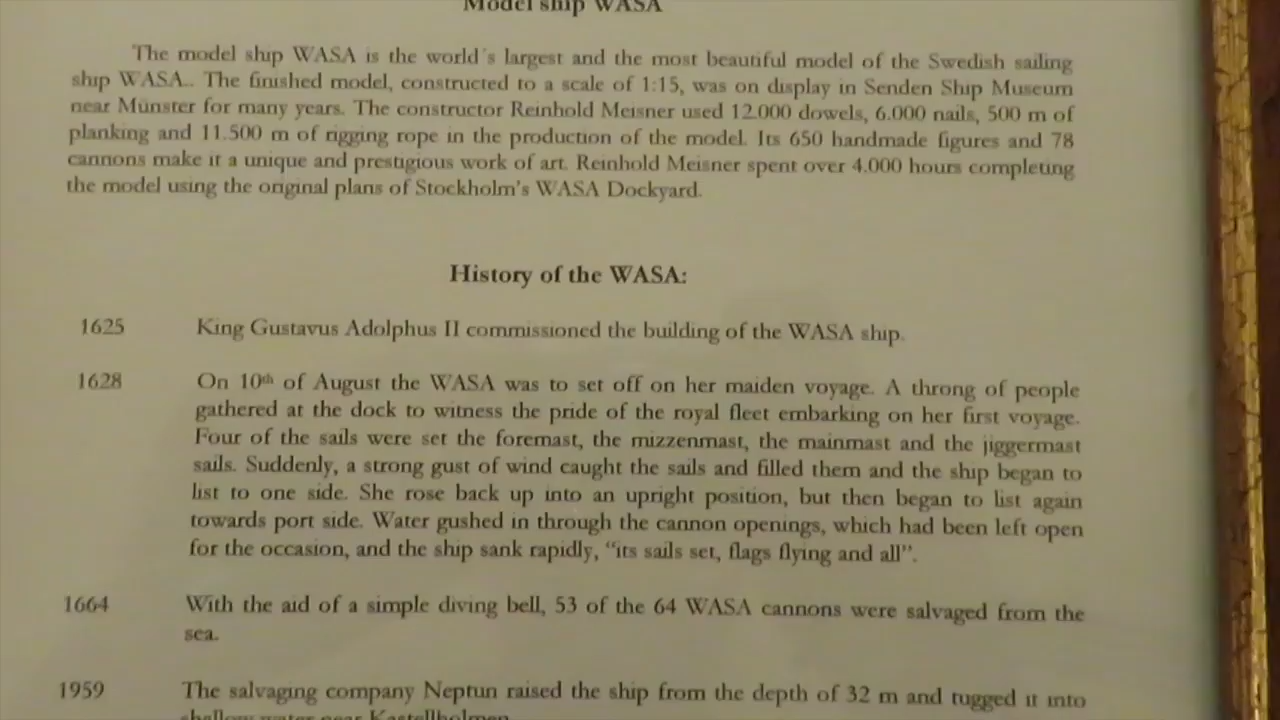 Model ship WASA
The model ship WASA is the world´s largest and the most beautiful model of the Swedish sailing
ship WASA.. The finished model, constructed to a scale of 1:15, was on display in Senden Ship Museum
near Münster for many years. The constructor Reinhold Meisner used 12.000 dowels, 6.000 nails, 500 m of
planking and 11.500 m of rigging rope in the production of the model. Its 650 handmade figures and 78
cannons make it a unique and prestigious work of art. Reinhold Meisner spent over 4.000 hours completing
the model using the original plans of Stockholm's WASA Dockyard.
History of the WASA:
1625 King Gustavus Adolphus II commissioned the building of the WASA ship.
1628 On 10th of August the WASA was to set off on her maiden voyage. A throng of people
gathered at the dock to witness the pride of the royal fleet embarking on her first voyage.
Four of the sails were set the foremast, the mizzenmast, the mainmast and the jiggermast
sails. Suddenly, a strong gust of wind caught the sails and filled them and the ship began to
list to one side. She rose back up into an upright position, but then began to list again
towards port side. Water gushed in through the cannon openings, which had been left open
for the occasion, and the ship sank rapidly, “its sails set, flags flying and all”.
1664 With the aid of a simple diving bell, 53 of the 64 WASA cannons were salvaged from the
sea.
1959 The salvaging company Neptun raised the ship from the depth of 32 m and tugged it into
shallow water near Kastellholmen.